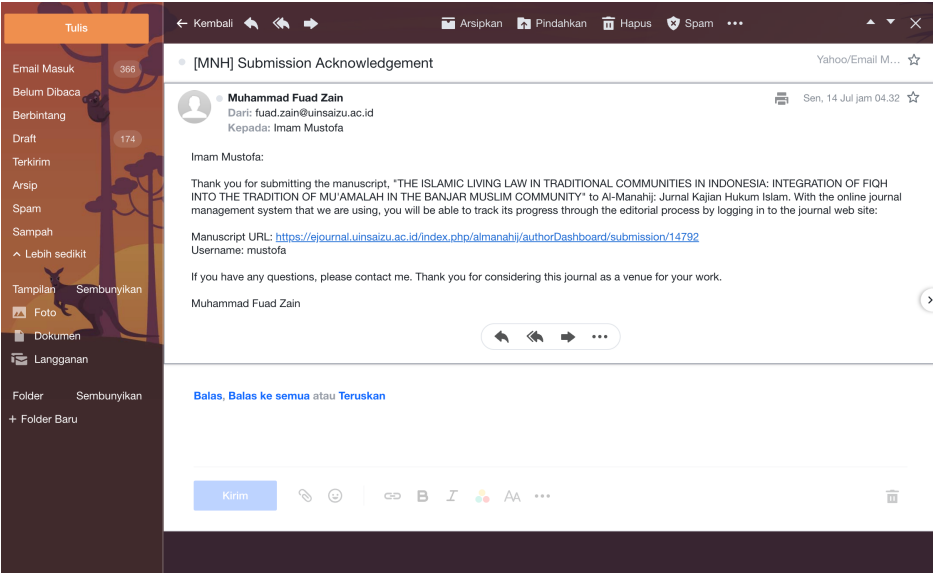 Tulis
Email Masuk 366
Belum Dibaca
Berbintang
Draft 174
Terkirim
Arsip
Spam
Sampah
Lebih sedikit
Tampilan Sembunyikan
Foto
Dokumen
Langganan
Folder Sembunyikan
+ Folder Baru
Kembali
Arsipkan Pindahkan Hapus Spam
[MNH] Submission Acknowledgement Yahoo/Email M...
Muhammad Fuad Zain Sen, 14 Jul jam 04.32
Dari: fuad.zain@uinsaizu.ac.id
Kepada: Imam Mustofa
Imam Mustofa:
Thank you for submitting the manuscript, "THE ISLAMIC LIVING LAW IN TRADITIONAL COMMUNITIES IN INDONESIA: INTEGRATION OF FIQH
INTO THE TRADITION OF MU'AMALAH IN THE BANJAR MUSLIM COMMUNITY" to Al-Manahij: Jurnal Kajian Hukum Islam. With the online journal
management system that we are using, you will be able to track its progress through the editorial process by logging in to the journal web site:
Manuscript URL: https://ejournal.uinsaizu.ac.id/index.php/almanahij/authorDashboard/submission/14792
Username: mustofa
If you have any questions, please contact me. Thank you for considering this journal as a venue for your work.
Muhammad Fuad Zain
Balas, Balas ke semua atau Teruskan
Kirim B I AA